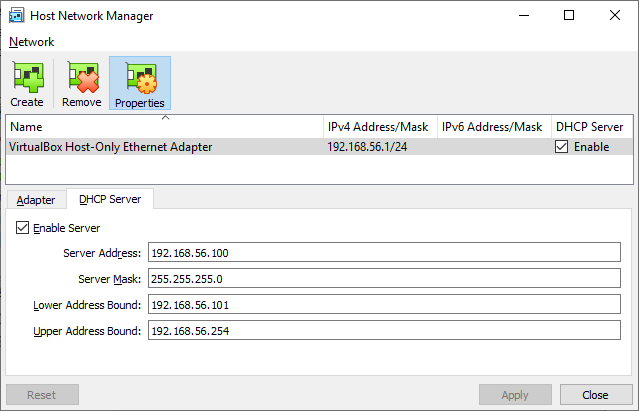 Host Network Manager
Network
Create Remove Properties
Name IPv4 Address/Mask IPv6 Address/Mask DHCP Server
VirtualBox Host-Only Ethernet Adapter 192.168.56.1/24 Enable
Adapter DHCP Server
Enable Server
Server Address: 192.168.56.100
Server Mask: 255.255.255.0
Lower Address Bound: 192.168.56.101
Upper Address Bound: 192.168.56.254
Reset Apply Close